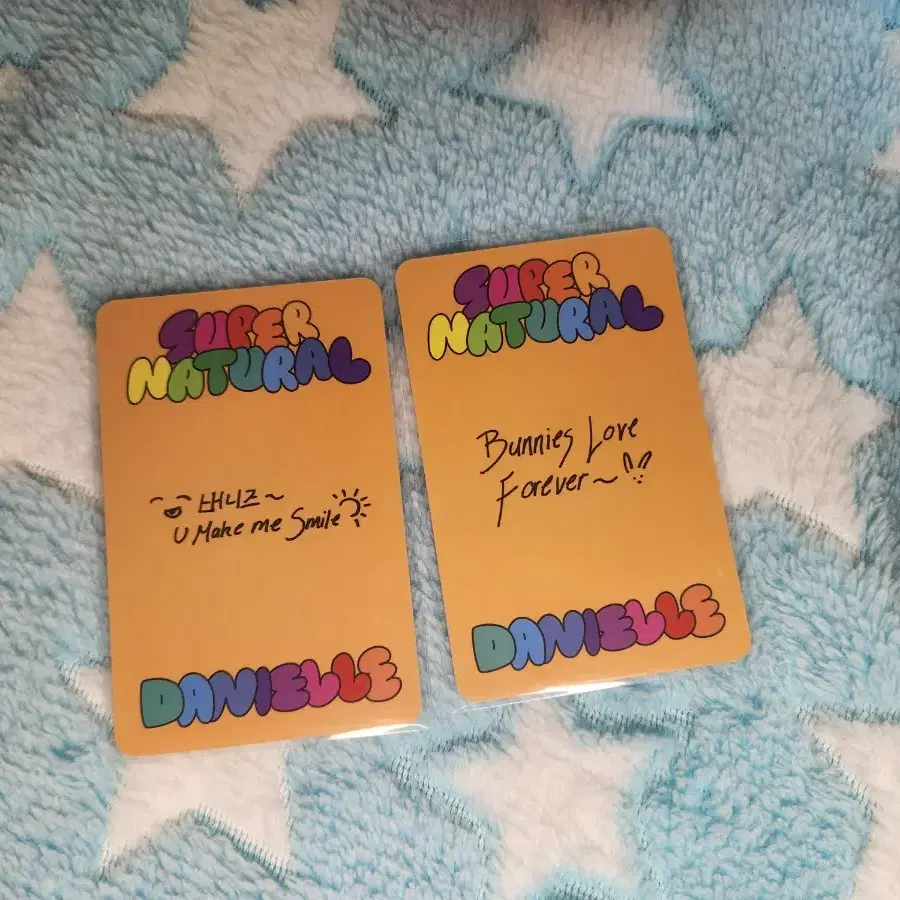 SUPER
NATURAL
버니즈~
U Make me Smile
DANIELLE
SUPER
NATURAL
Bunnies Love
Forever~
DANIELLE